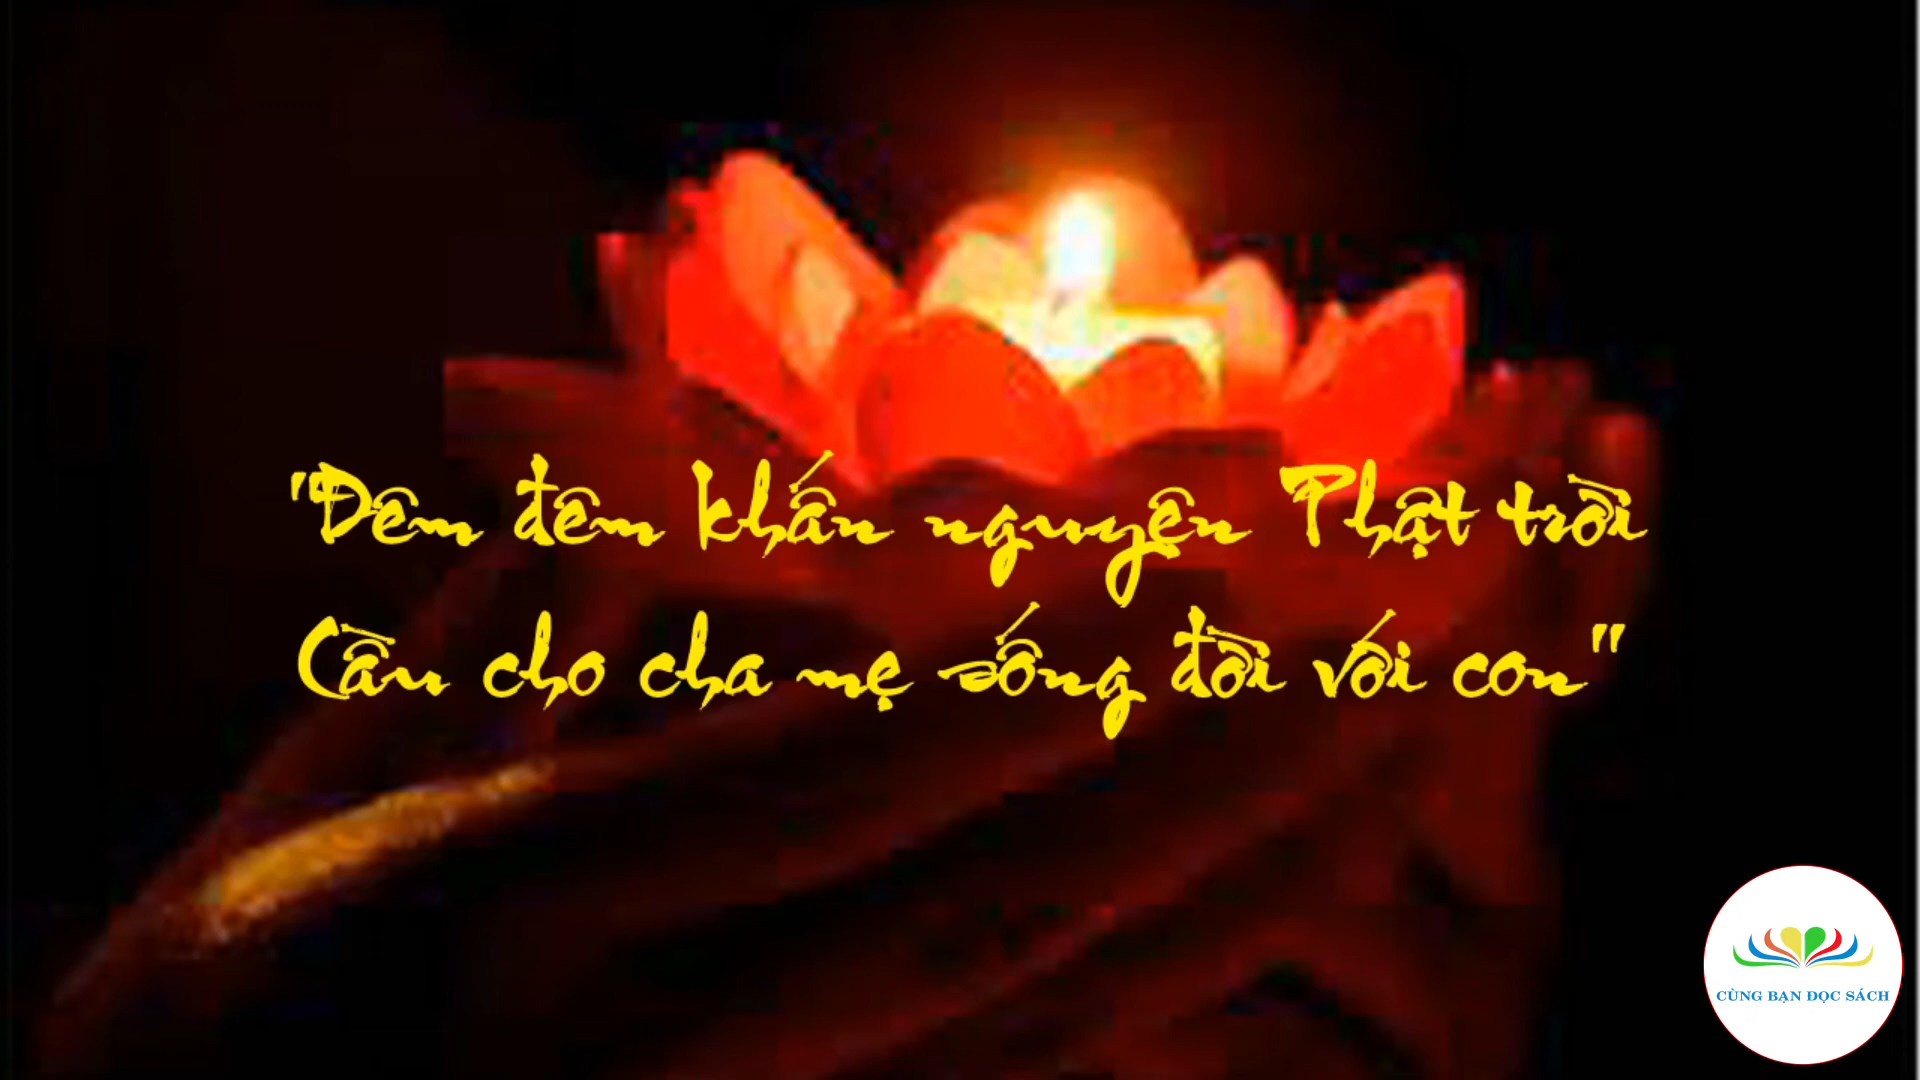 "Đêm đêm khấn nguyện Phật trời
Cầu cho cha mẹ sống đời với con"
CÙNG BẠN ĐỌC SÁCH